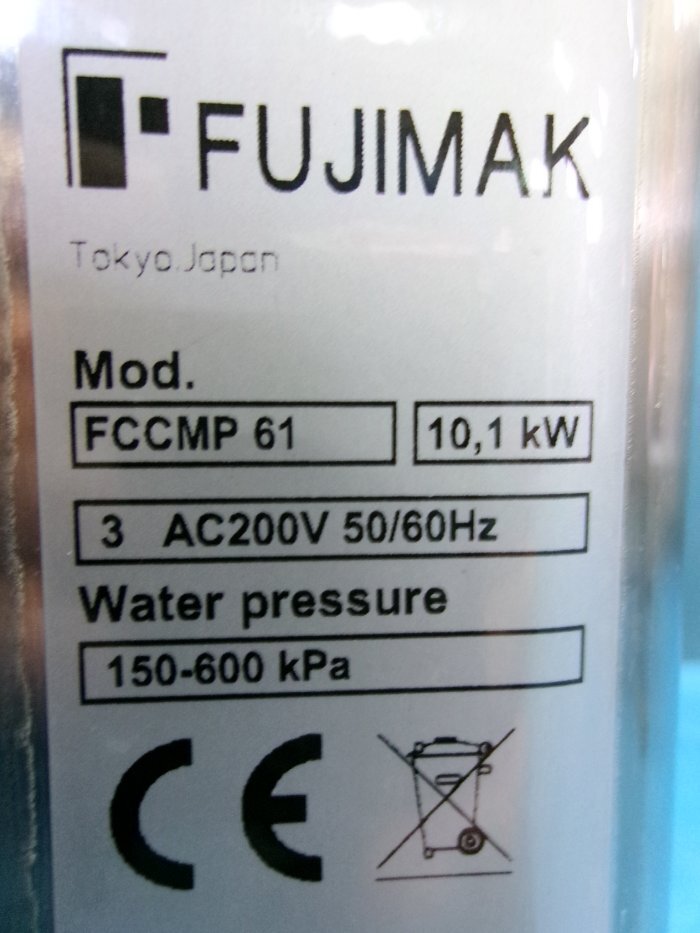 FUJIMAK
Tokyo.Japan
Mod.
FCCMP 61 10,1 kW
3 AC200V 50/60Hz
Water pressure
150-600 kPa
CE